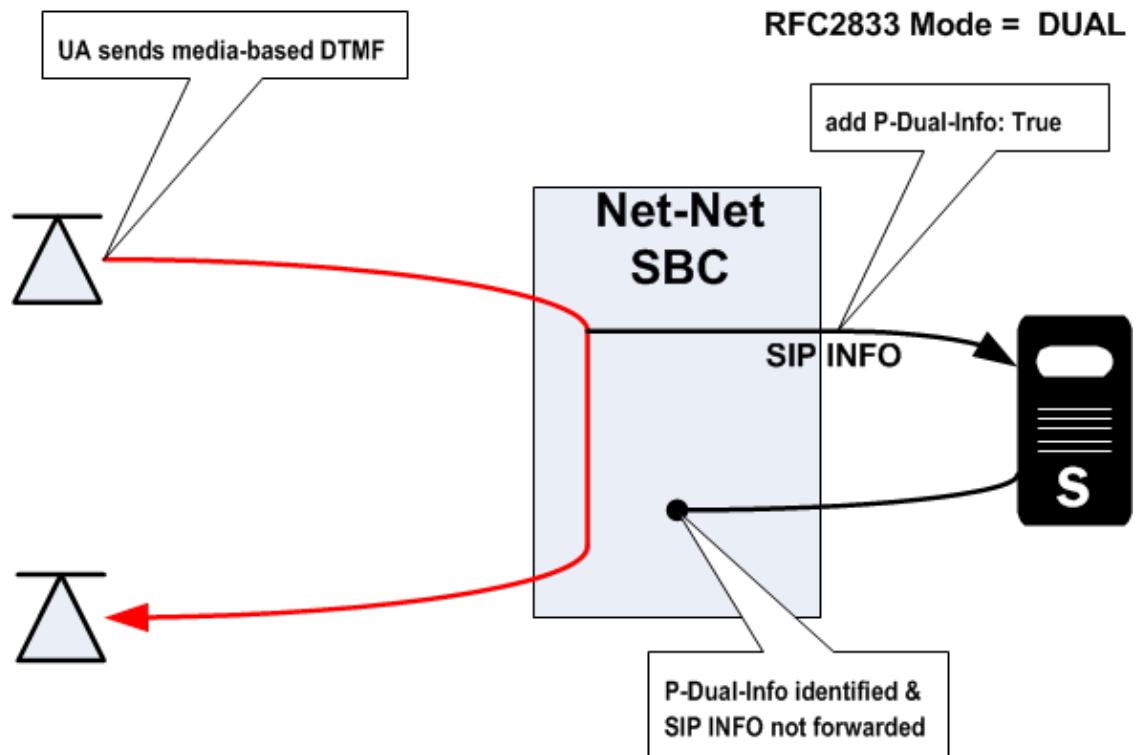 RFC2833 Mode = DUAL
UA sends media-based DTMF
add P-Dual-Info: True
Net-Net
SBC
SIP INFO
S
P-Dual-Info identified &
SIP INFO not forwarded